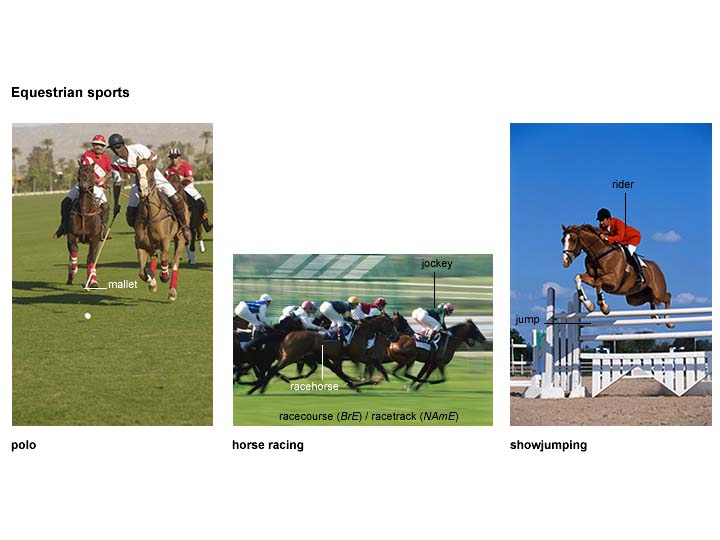 Equestrian sports
rider
jockey
mallet
jump
racehorse
racecourse (BrE) / racetrack (NAmE)
polo
horse racing
showjumping